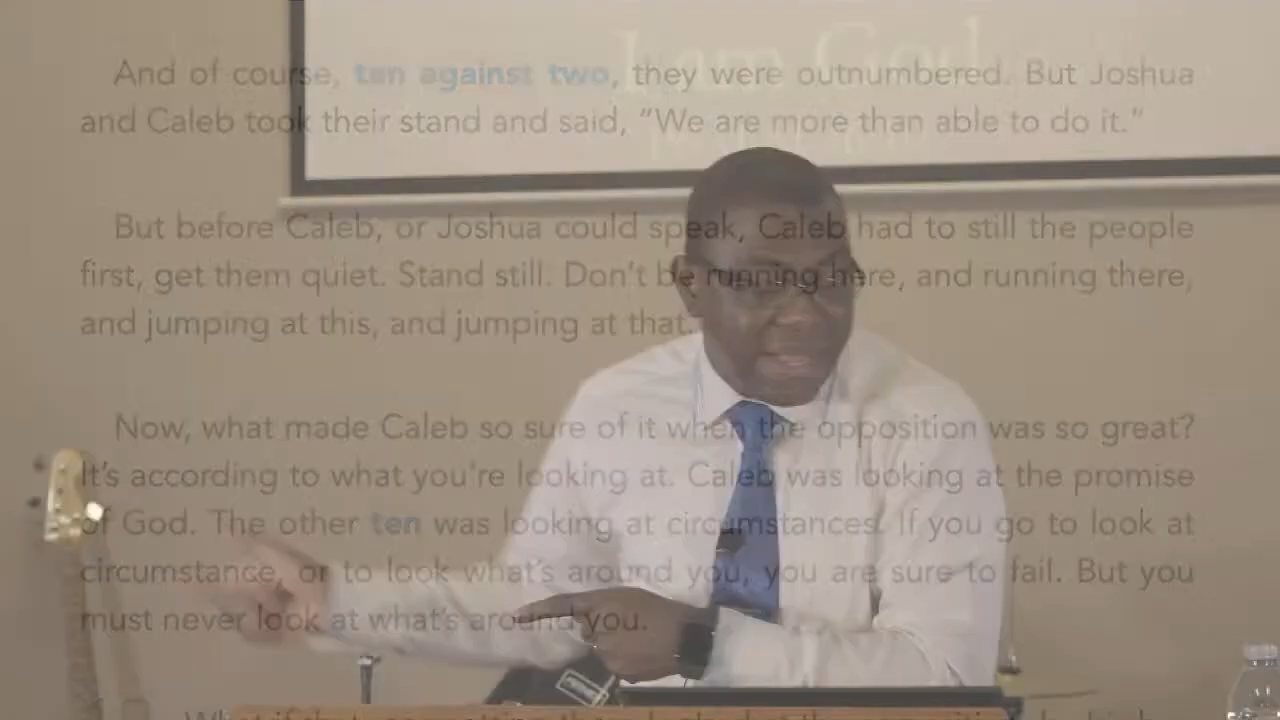 I am God
And of course, ten against two, they were outnumbered. But Joshua
and Caleb took their stand and said, “We are more than able to do it.”
But before Caleb, or Joshua could speak, Caleb had to still the people
first, get them quiet. Stand still. Don't be running here, and running there,
and jumping at this, and jumping at that.
Now, what made Caleb so sure of it when the opposition was so great?
It's according to what you're looking at. Caleb was looking at the promise
of God. The other ten was looking at circumstances. If you go to look at
circumstance, or to look what's around you, you are sure to fail. But you
must never look at what's around you.